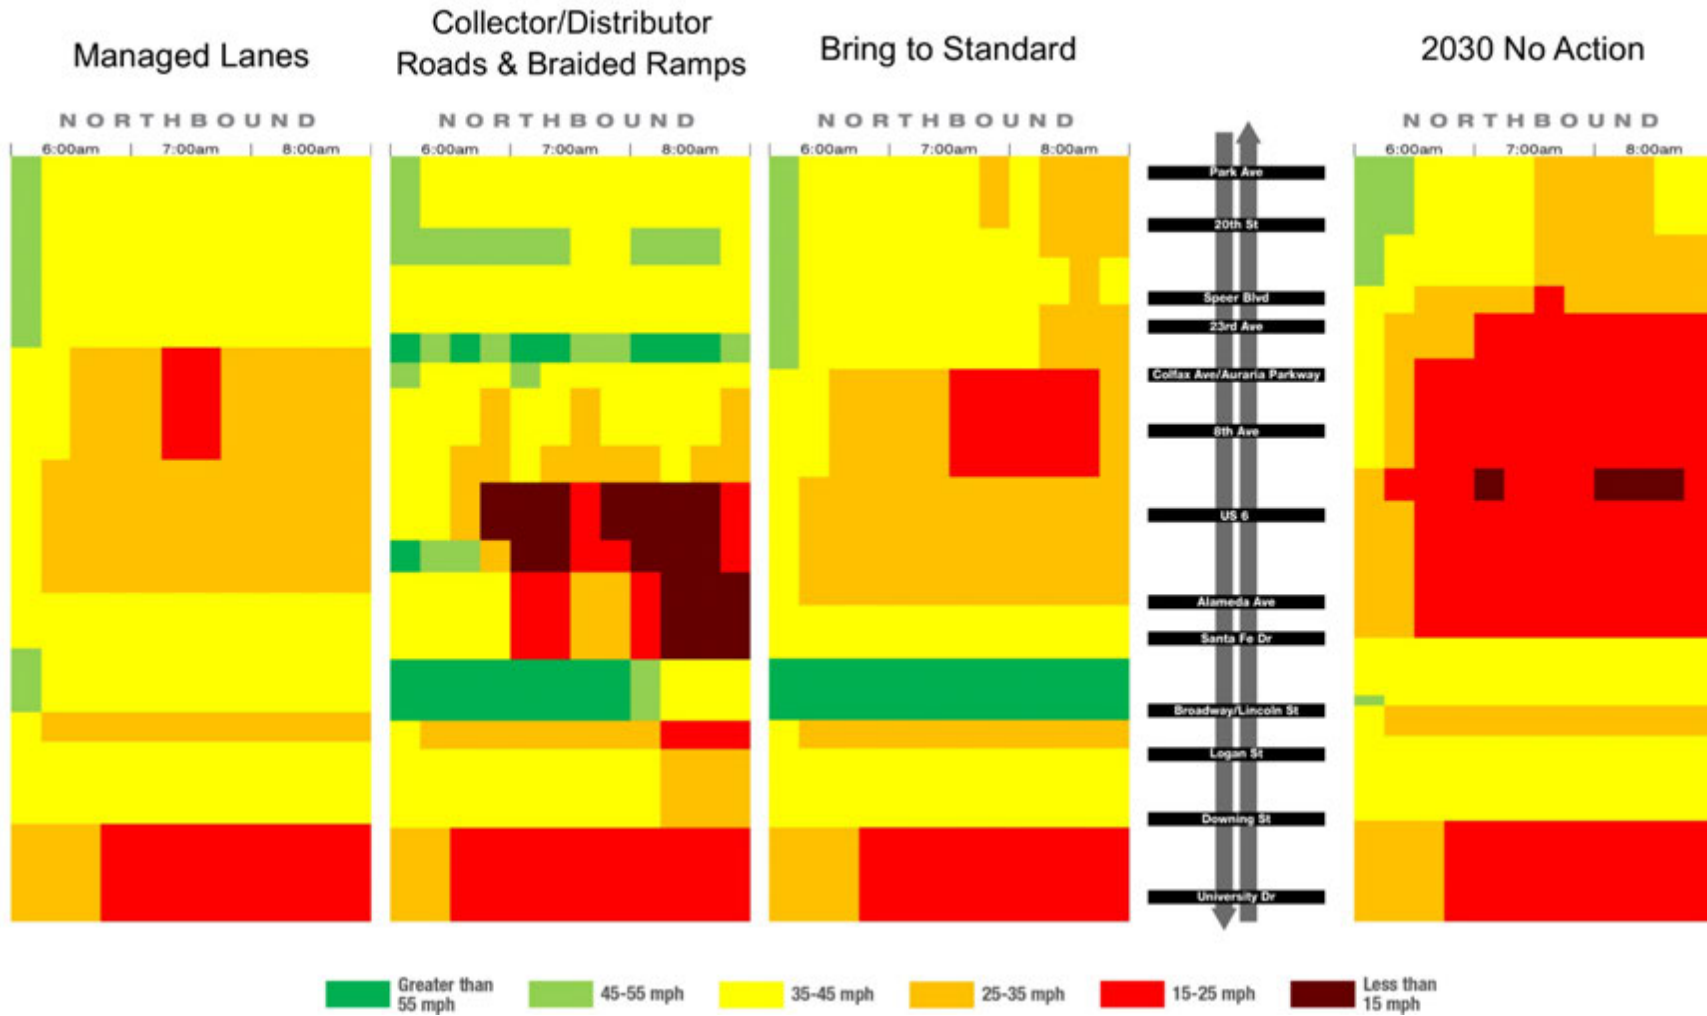 Managed Lanes
Collector/Distributor
Roads & Braided Ramps
Bring to Standard
2030 No Action
NORTHBOUND
NORTHBOUND
NORTHBOUND
NORTHBOUND
6:00am 7:00am 8:00am
6:00am 7:00am 8:00am
6:00am 7:00am 8:00am
6:00am 7:00am 8:00am
Park Ave
20th St
Speer Blvd
23rd Ave
Colfax Ave/Auraria Parkway
8th Ave
US 6
Alameda Ave
Santa Fe Dr
Broadway/Lincoln St
Logan St
Downing St
University Dr
Greater than
55 mph
45-55 mph
35-45 mph
25-35 mph
15-25 mph
Less than
15 mph